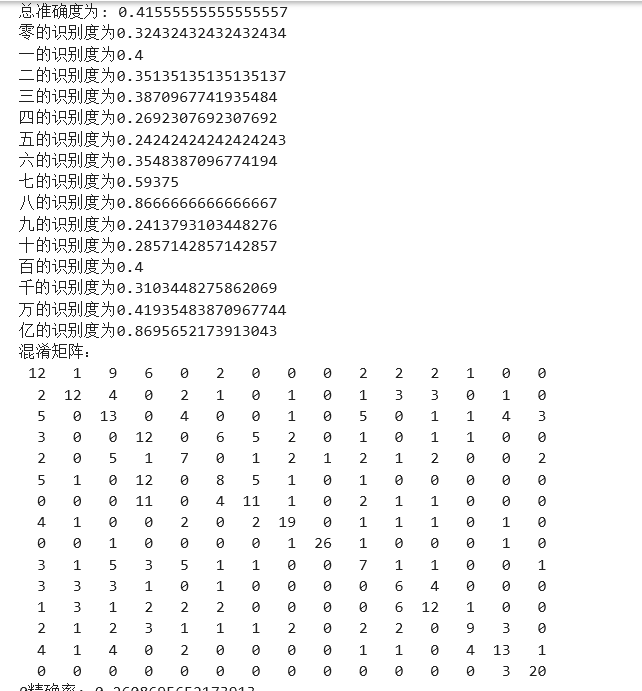 总准确度为: 0.41555555555555557
零的识别度为0.32432432432432434
一的识别度为0.4
二的识别度为0.35135135135135137
三的识别度为0.3870967741935484
四的识别度为0.2692307692307692
五的识别度为0.24242424242424243
六的识别度为0.3548387096774194
七的识别度为0.59375
八的识别度为0.8666666666666667
九的识别度为0.2413793103448276
十的识别度为0.2857142857142857
百的识别度为0.4
千的识别度为0.3103448275862069
万的识别度为0.41935483870967744
亿的识别度为0.8695652173913043
混淆矩阵:
12 1 9 6 0 2 0 0 0 2 2 2 1 0 0
2 12 4 0 2 1 0 1 0 1 3 3 0 1 0
5 0 13 0 4 0 0 1 0 5 0 1 1 4 3
3 0 0 12 0 6 5 2 0 1 0 1 1 0 0
2 0 5 1 7 0 1 2 1 2 1 2 0 0 2
5 1 0 12 0 8 5 1 0 1 0 0 0 0 0
0 0 0 11 0 4 11 1 0 2 1 1 0 0 0
4 1 0 0 2 0 2 19 0 1 1 1 0 1 0
0 0 1 0 0 0 0 1 26 1 0 0 0 1 0
3 1 5 3 5 1 1 0 0 7 1 1 0 0 1
3 3 3 1 0 1 0 0 0 0 6 4 0 0 0
1 3 1 2 2 2 0 0 0 0 6 12 1 0 0
2 1 2 3 1 1 1 2 0 2 2 0 9 3 0
4 1 4 0 2 0 0 0 0 1 1 0 4 13 1
0 0 0 0 0 0 0 0 0 0 0 0 0 3 20
0精确率: 0.2608695652173913